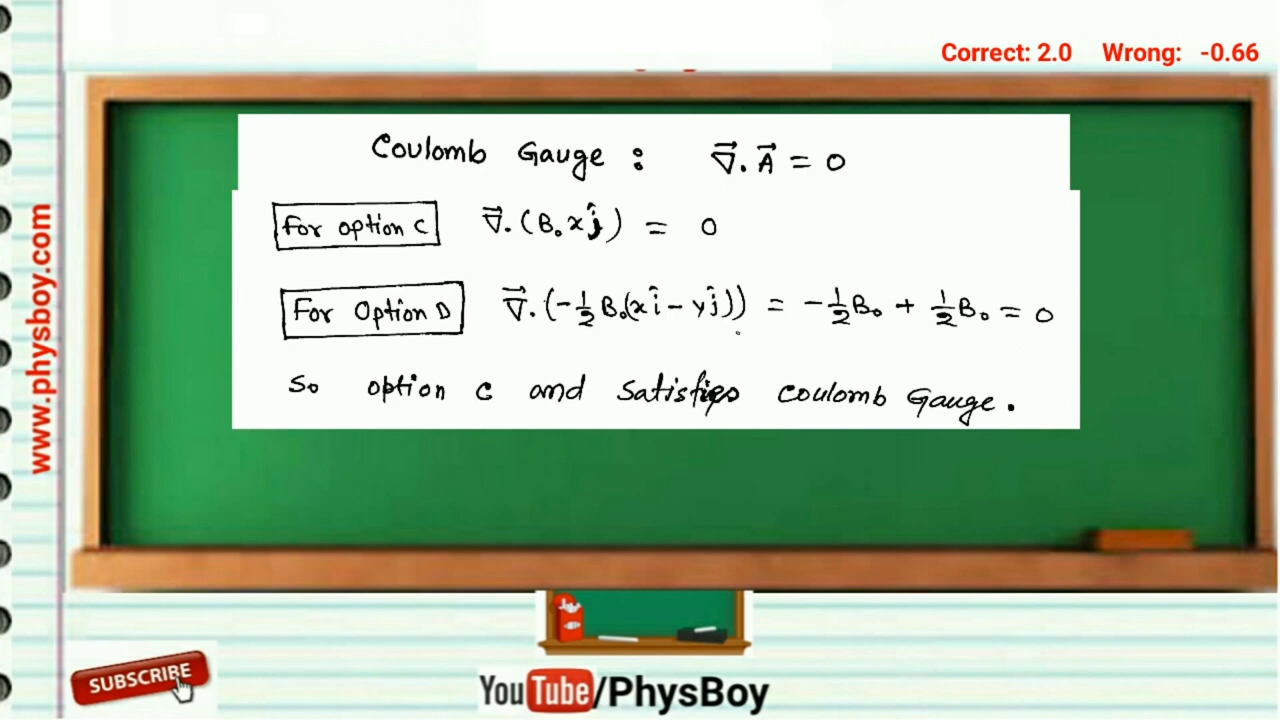 Correct: 2.0 Wrong: -0.66
Coulomb Gauge : ∇⃗.A⃗ = 0
For option C ∇⃗.(B₀xĵ) = 0
For Option D ∇⃗.(-½B₀(xî - yĵ)) = -½B₀ + ½B₀ = 0
So option C and satisfies Coulomb Gauge.
www.physboy.com
SUBSCRIBE
YouTube/PhysBoy